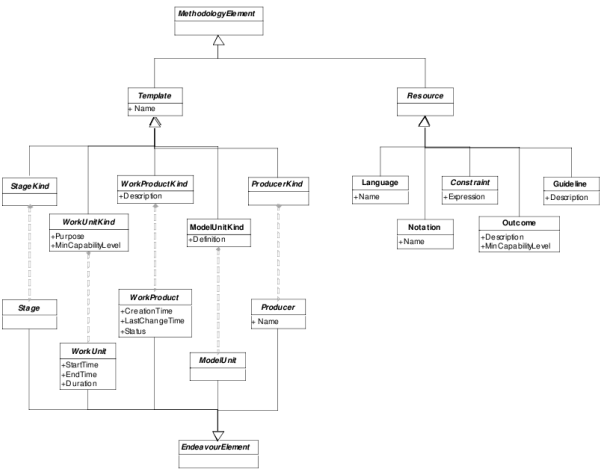 MethodologyElement
Template
+ Name
Resource
StageKind
WorkProductKind
+Description
ProducerKind
Language
+Name
Constraint
+Expression
Guideline
+Description
WorkUnitKind
+Purpose
+MinCapabilityLevel
ModelUnitKind
+Definition
Notation
+Name
Outcome
+Description
+MinCapabilityLevel
Stage
WorkProduct
+CreationTime
+LastChangeTime
+Status
Producer
+ Name
WorkUnit
+StartTime
+EndTime
+Duration
ModelUnit
EndeavourElement